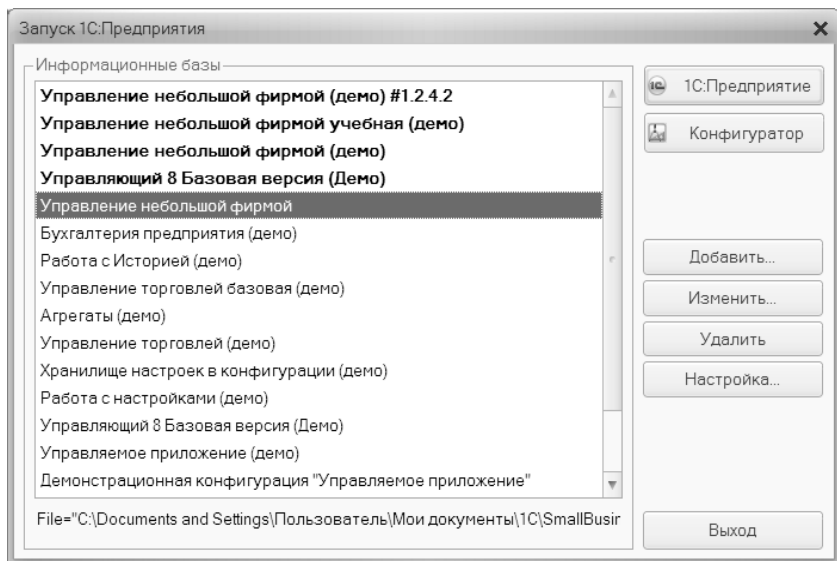 Запуск 1С:Предприятия
Информационные базы
Управление небольшой фирмой (демо) #1.2.4.2
Управление небольшой фирмой учебная (демо)
Управление небольшой фирмой (демо)
Управляющий 8 Базовая версия (Демо)
Управление небольшой фирмой
Бухгалтерия предприятия (демо)
Работа с Историей (демо)
Управление торговлей базовая (демо)
Агрегаты (демо)
Управление торговлей (демо)
Хранилище настроек в конфигурации (демо)
Работа с настройками (демо)
Управляющий 8 Базовая версия (Демо)
Управляемое приложение (демо)
Демонстрационная конфигурация "Управляемое приложение"
File="C:\Documents and Settings\Пользователь\Мои документы\1C\SmallBusir
1С:Предприятие
Конфигуратор
Добавить...
Изменить...
Удалить
Настройка...
Выход